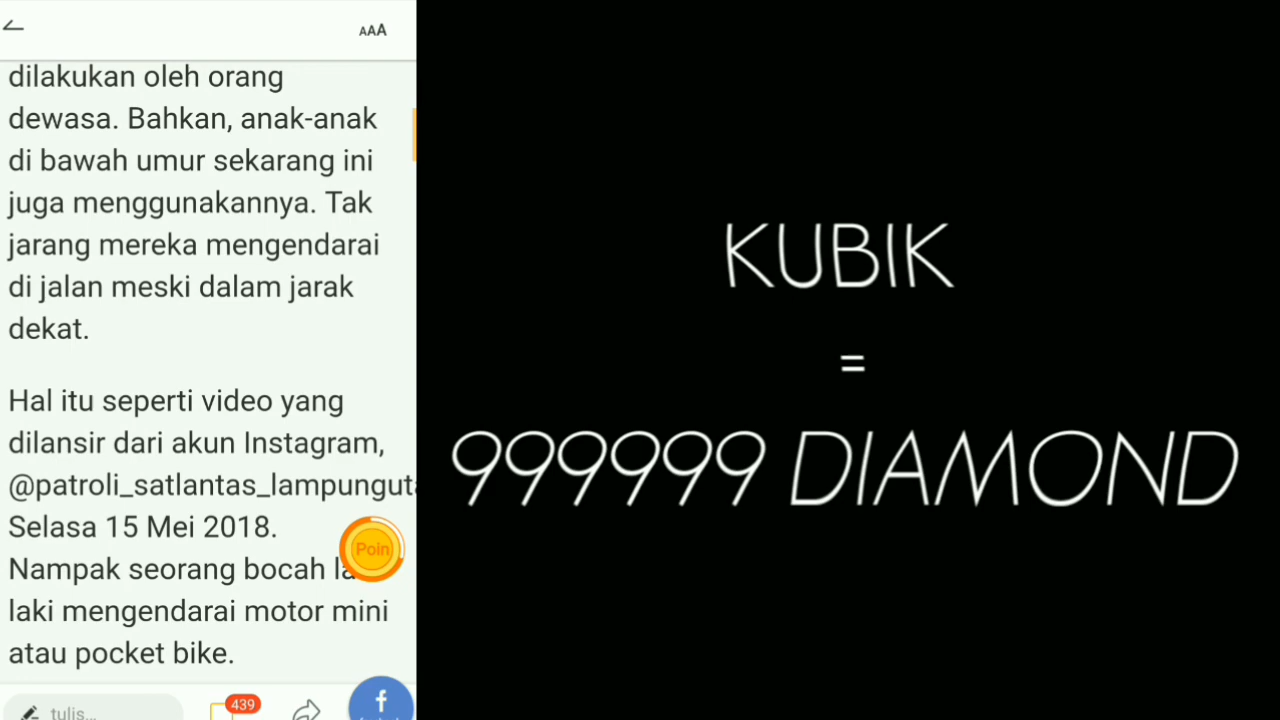 AAA
dilakukan oleh orang
dewasa. Bahkan, anak-anak
di bawah umur sekarang ini
juga menggunakannya. Tak
jarang mereka mengendarai
di jalan meski dalam jarak
dekat.
Hal itu seperti video yang
dilansir dari akun Instagram,
@patroli_satlantas_lampunguta
Selasa 15 Mei 2018.
Poin
Nampak seorang bocah
laki mengendarai motor mini
atau pocket bike.
tulis...
439
f
KUBIK
=
999999 DIAMOND